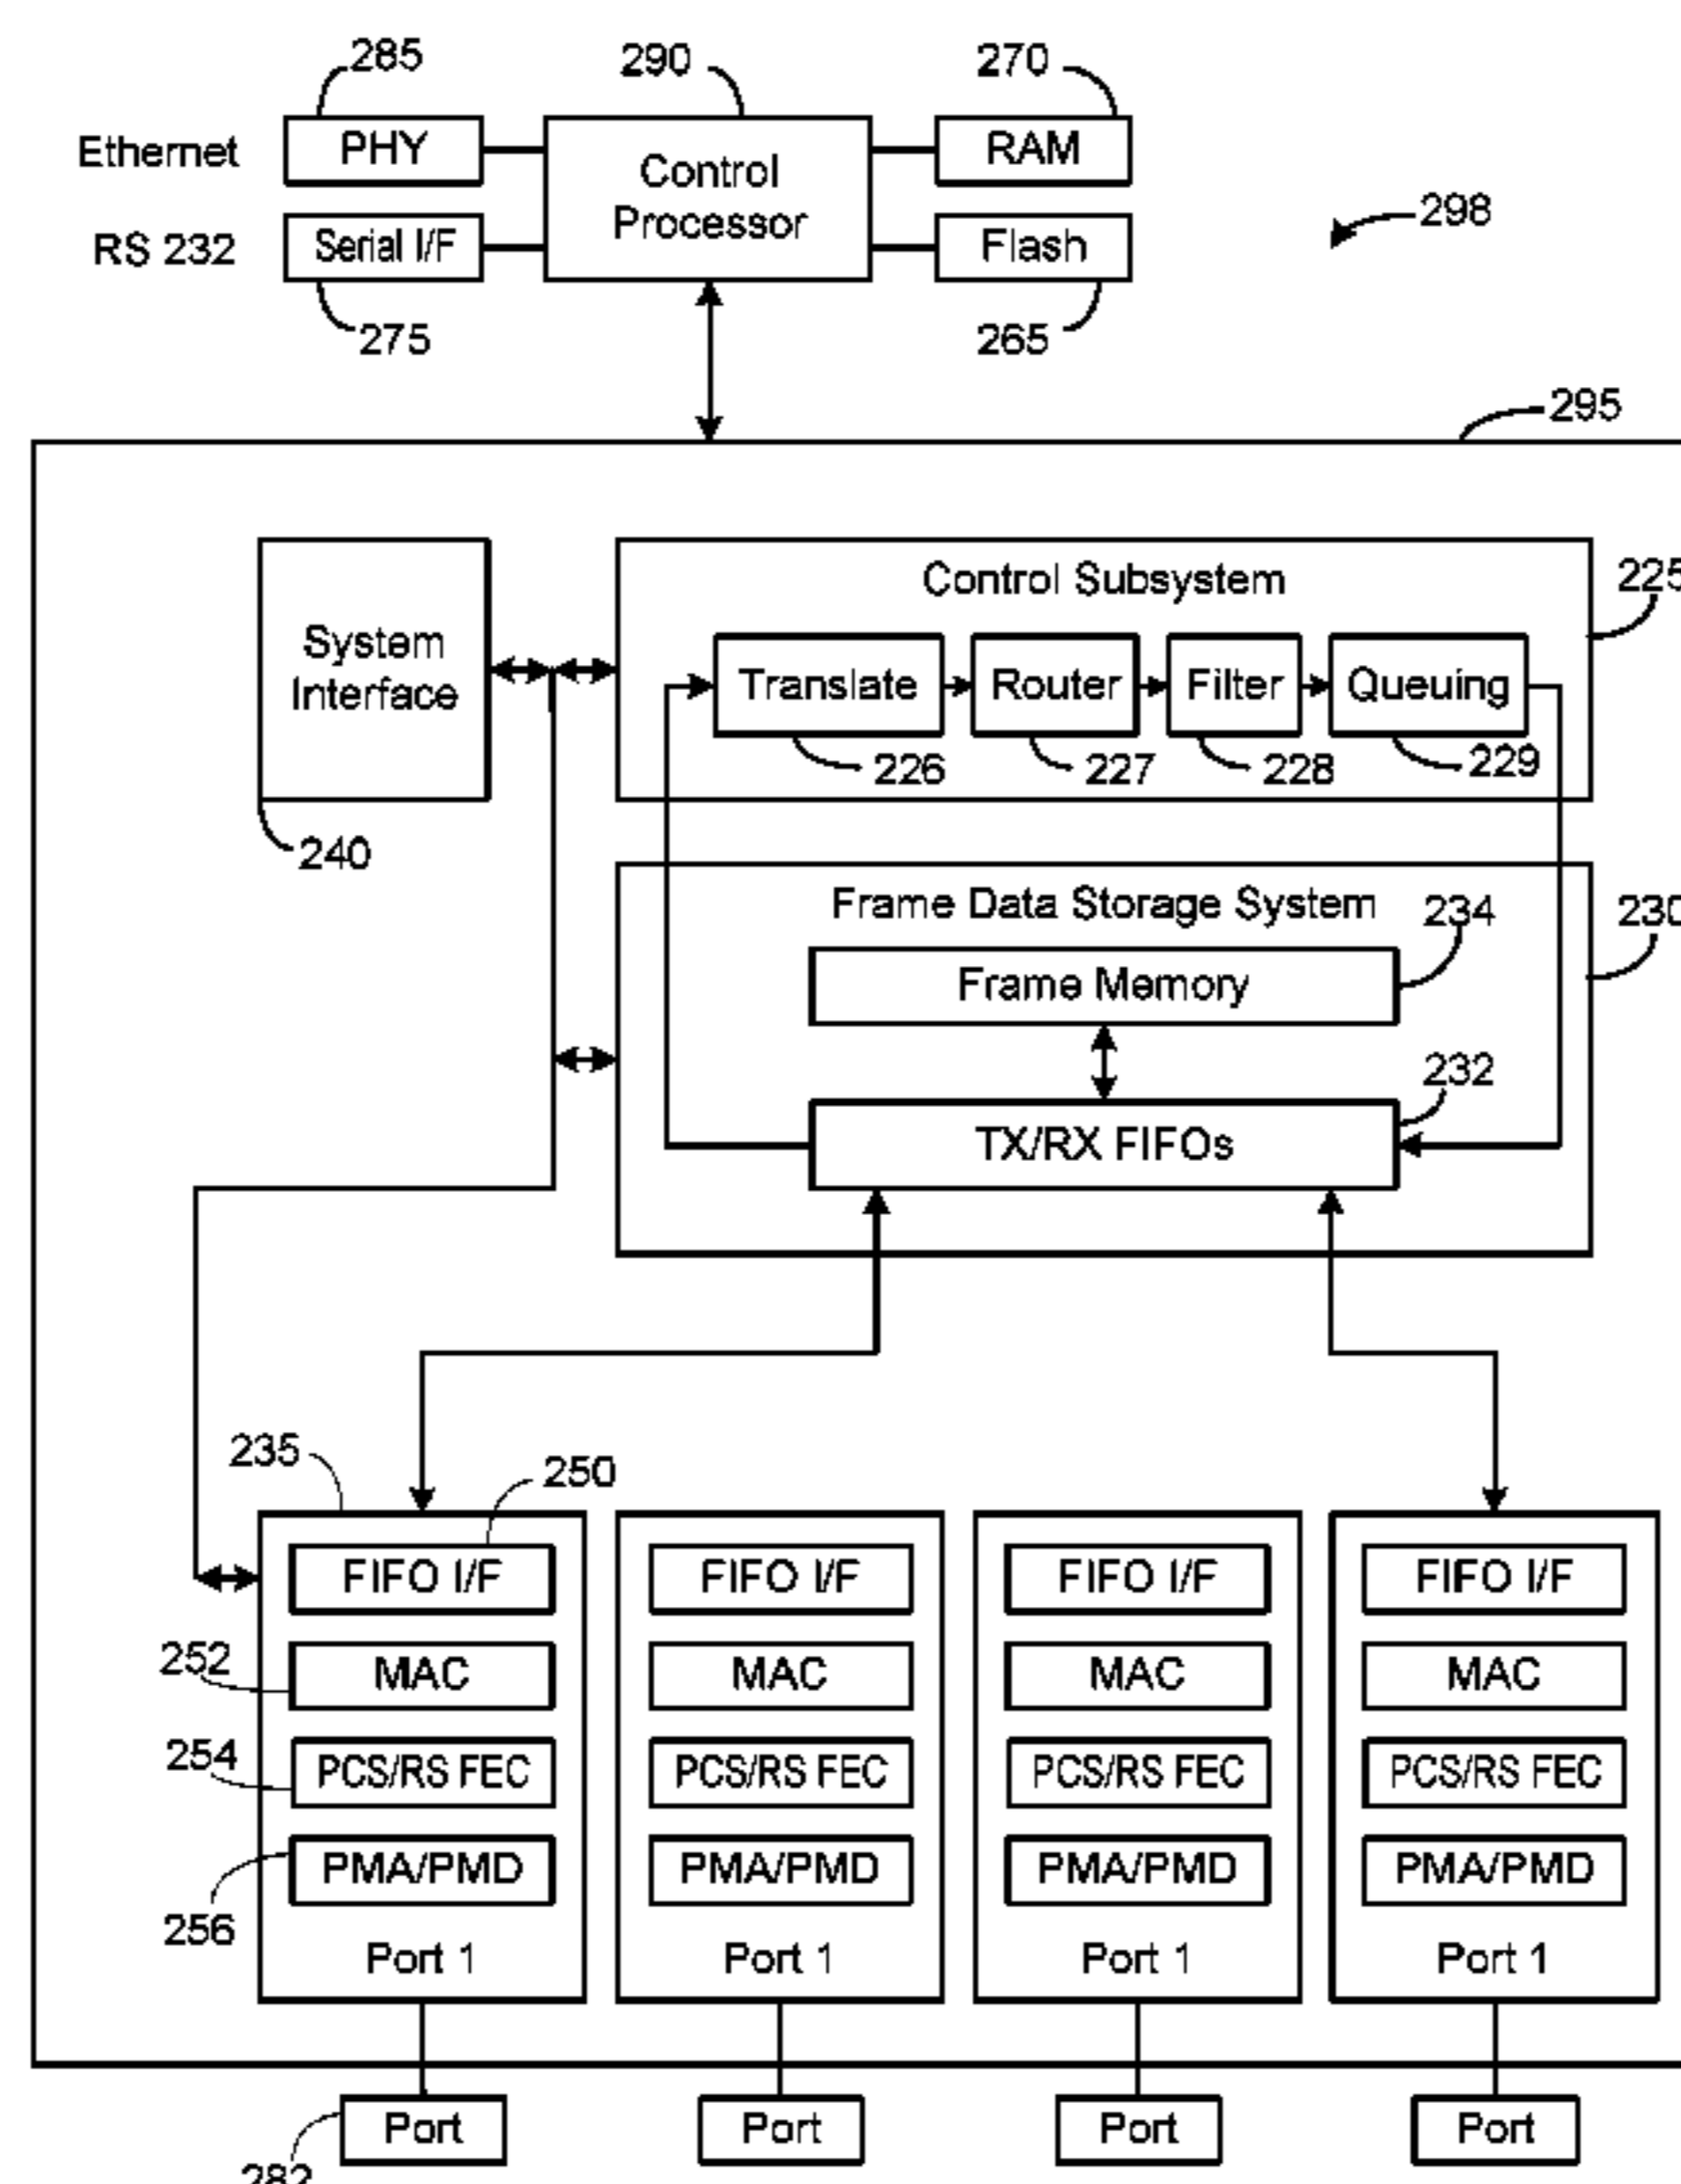 285
290
270
Ethernet
PHY
Control
Processor
RAM
298
RS 232
Serial I/F
Flash
275
265
295
System
Interface
240
Control Subsystem
225
Translate
Router
Filter
Queuing
226
227
228
229
Frame Data Storage System
234
230
Frame Memory
232
TX/RX FIFOs
235
250
FIFO I/F
FIFO I/F
FIFO I/F
FIFO I/F
252
MAC
MAC
MAC
MAC
254
PCS/RS FEC
PCS/RS FEC
PCS/RS FEC
PCS/RS FEC
PMA/PMD
PMA/PMD
PMA/PMD
PMA/PMD
256
Port 1
Port 1
Port 1
Port 1
Port
Port
Port
Port
282